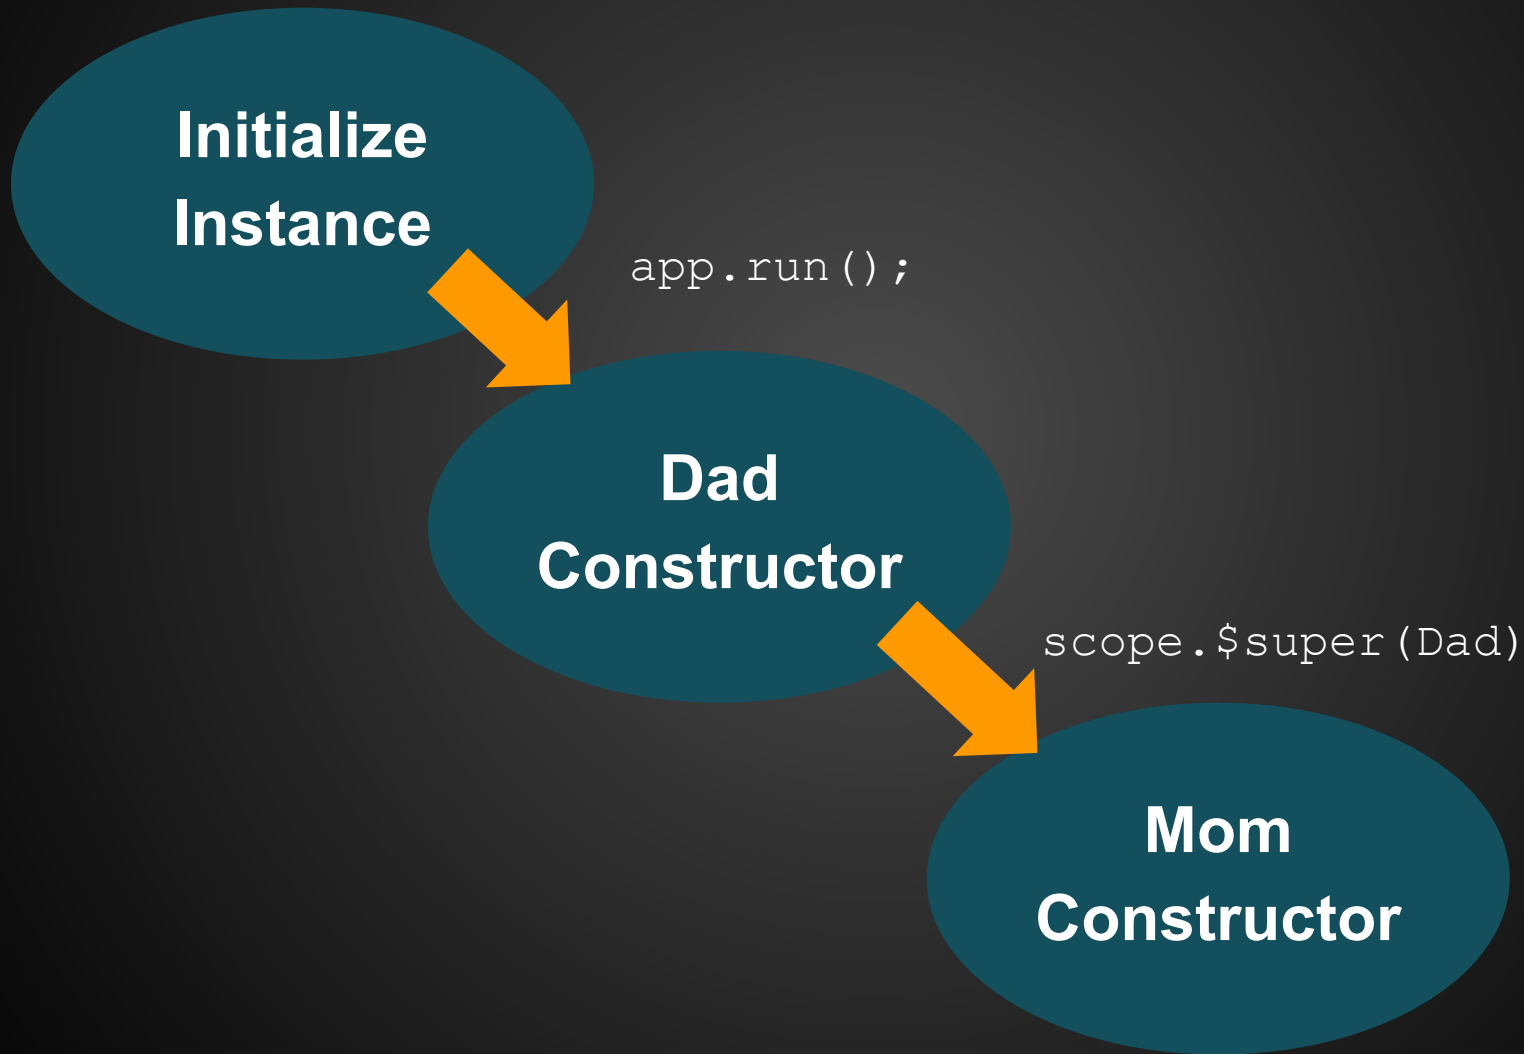 Initialize
Instance
app.run();
Dad
Constructor
scope.$super(Dad)
Mom
Constructor